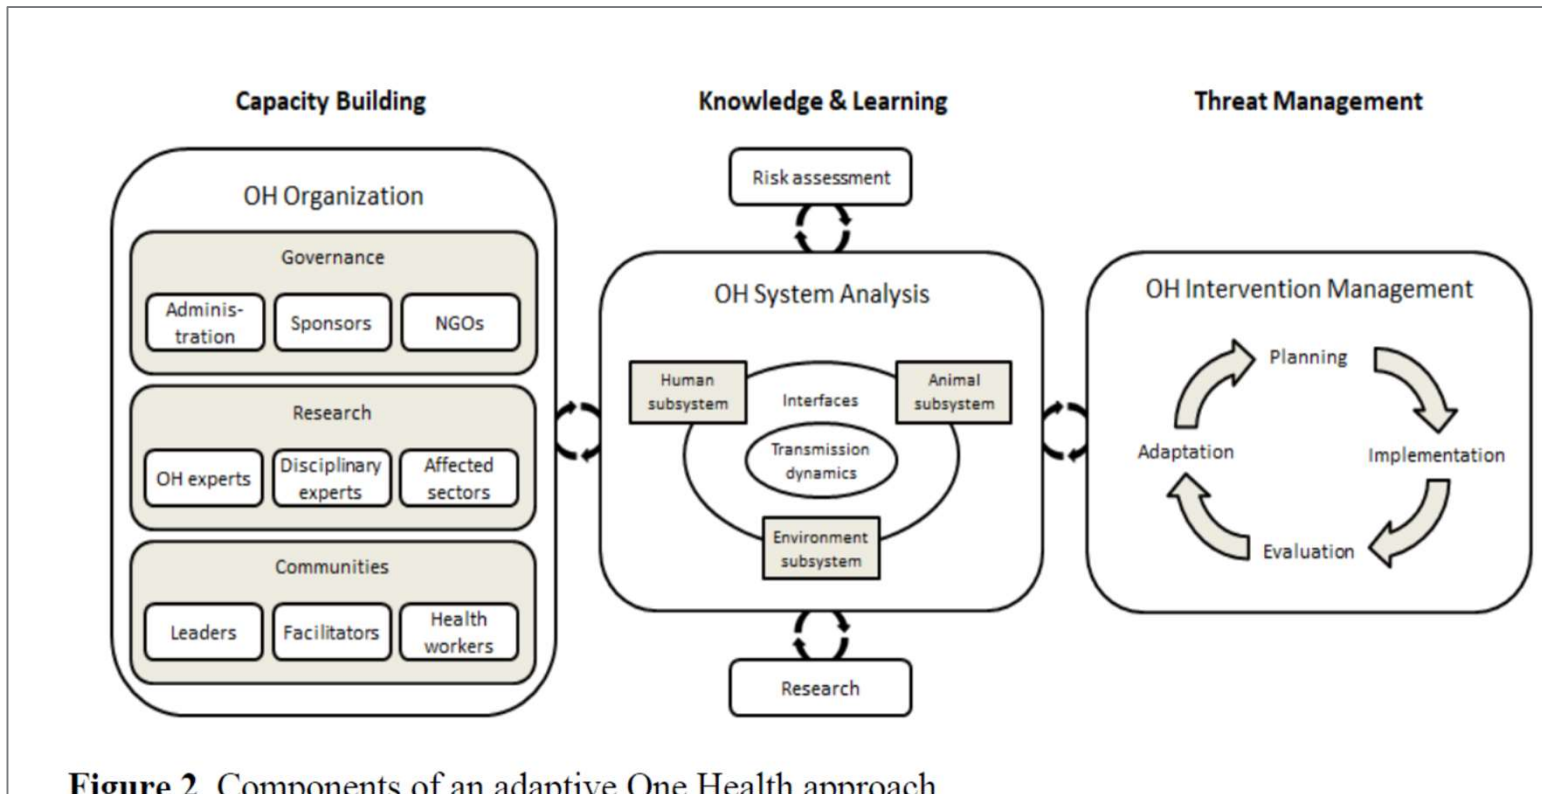 Capacity Building
Knowledge & Learning
Threat Management
OH Organization
Governance
Adminis-
tration
Sponsors
NGOs
Research
OH experts
Disciplinary
experts
Affected
sectors
Communities
Leaders
Facilitators
Health
workers
Risk assessment
OH System Analysis
Human
subsystem
Interfaces
Animal
subsystem
Transmission
dynamics
Environment
subsystem
Research
OH Intervention Management
Planning
Implementation
Evaluation
Adaptation
Figure 2. Components of an adaptive One Health approach